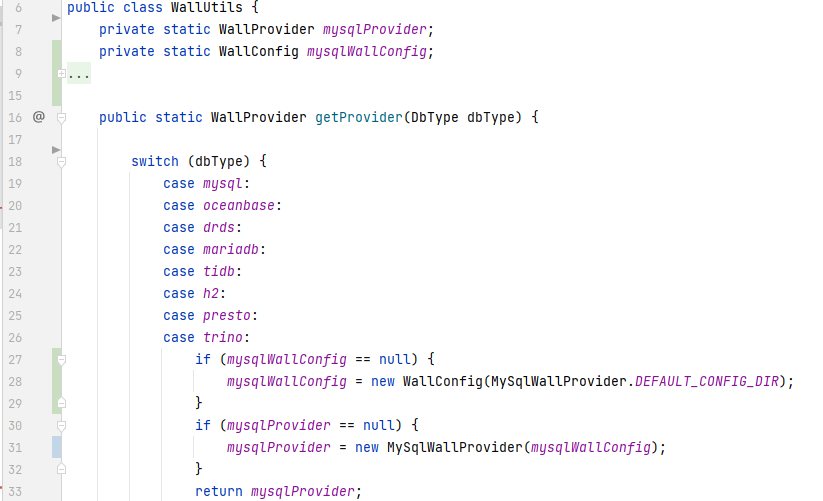 6 public class WallUtils {
7 private static WallProvider mysqlProvider;
8 private static WallConfig mysqlWallConfig;
9 ...
15
16 @ public static WallProvider getProvider(DbType dbType) {
17
18 switch (dbType) {
19 case mysql:
20 case oceanbase:
21 case drds:
22 case mariadb:
23 case tidb:
24 case h2:
25 case presto:
26 case trino:
27 if (mysqlWallConfig == null) {
28 mysqlWallConfig = new WallConfig(MySqlWallProvider.DEFAULT_CONFIG_DIR);
29 }
30 if (mysqlProvider == null) {
31 mysqlProvider = new MySqlWallProvider(mysqlWallConfig);
32 }
33 return mysqlProvider;